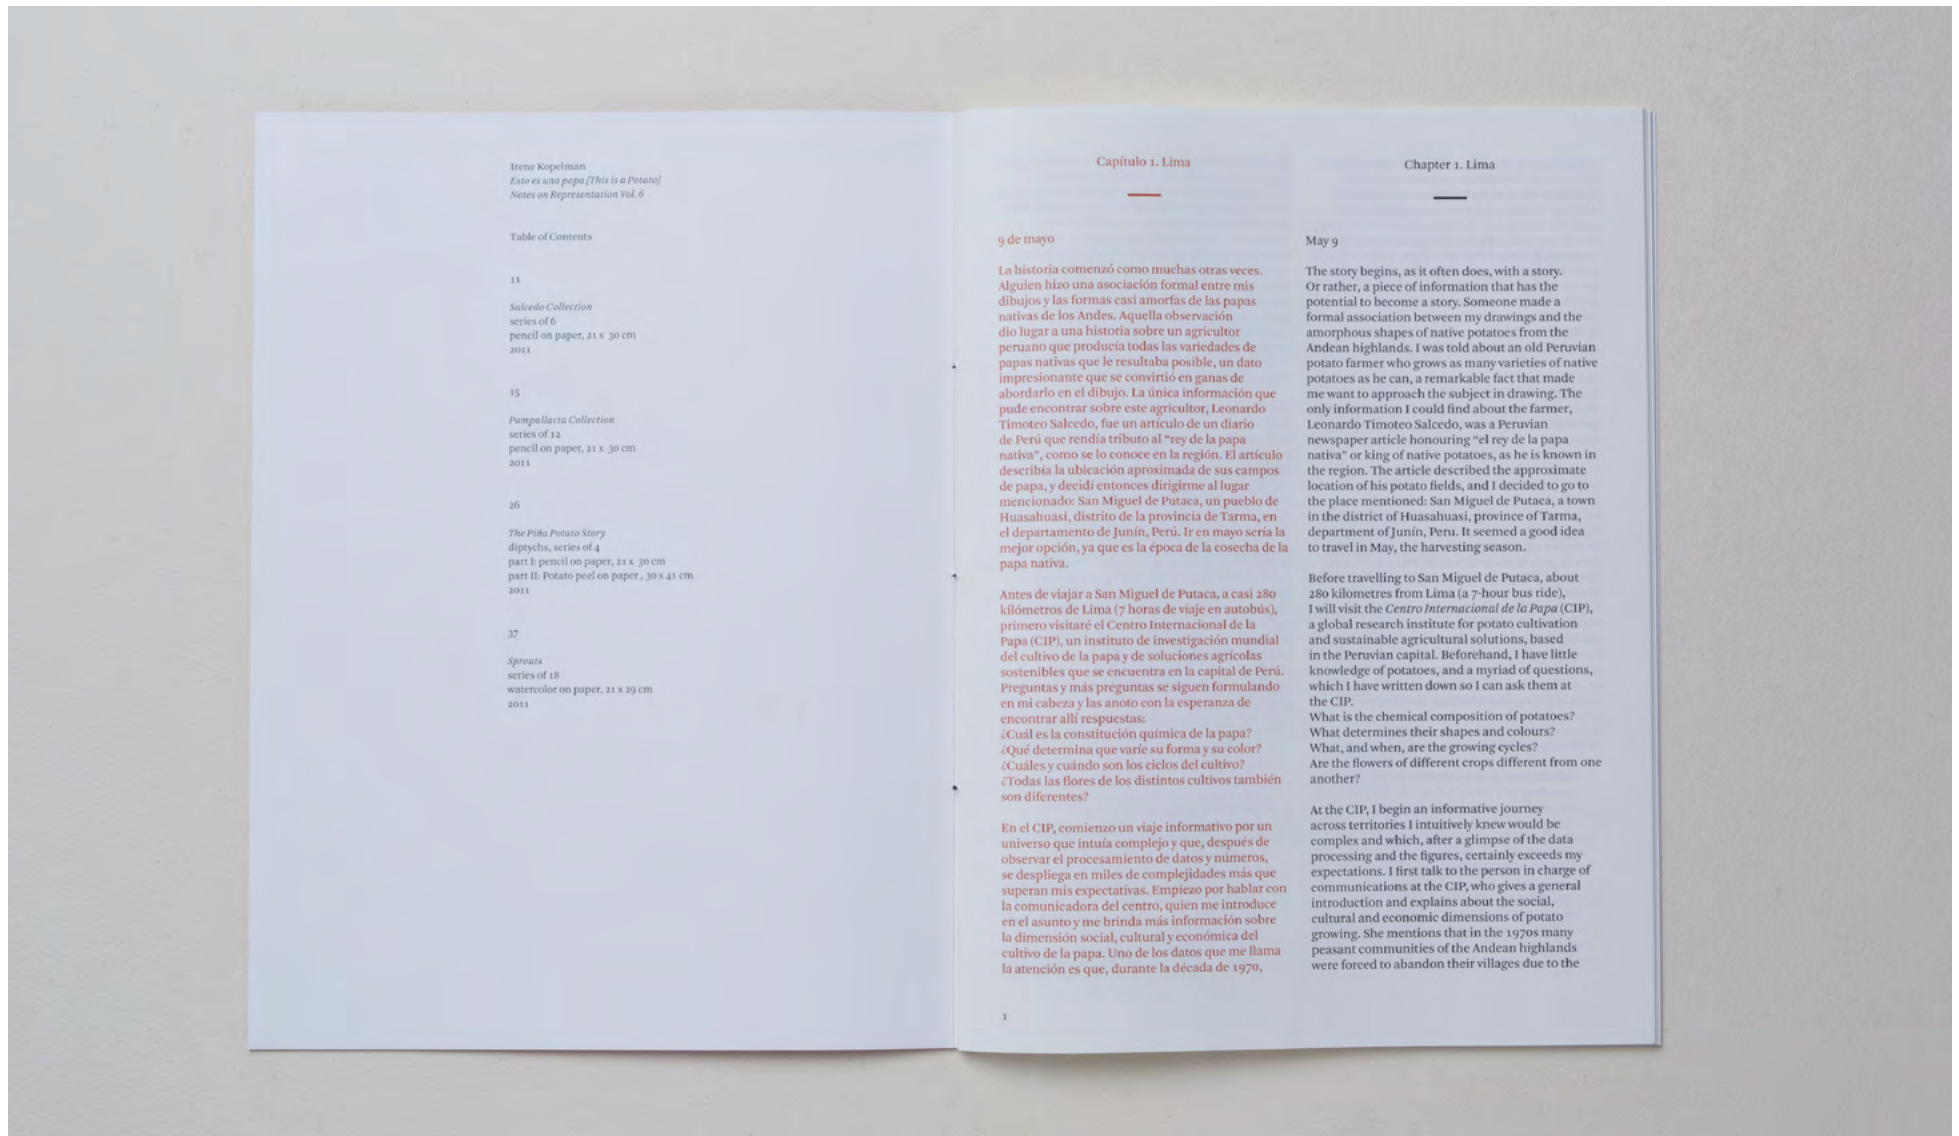 Irene Kopelman
Esto es una papa [This is a Potato]
Notes on Representation Vol. 6
Table of Contents
11
Salcedo Collection
series of 6
pencil on paper, 21 x 30 cm
2011
15
Pampallacta Collection
series of 12
pencil on paper, 21 x 30 cm
2011
26
The Piña Potato Story
diptychs, series of 4
part I: pencil on paper, 21 x 30 cm
part II: Potato peel on paper , 30 x 41 cm
2011
37
Sprouts
series of 18
watercolor on paper, 21 x 29 cm
2011
Capítulo 1. Lima
9 de mayo
La historia comenzó como muchas otras veces.
Alguien hizo una asociación formal entre mis
dibujos y las formas casi amorfas de las papas
nativas de los Andes. Aquella observación
dio lugar a una historia sobre un agricultor
peruano que producía todas las variedades de
papas nativas que le resultaba posible, un dato
impresionante que se convirtió en ganas de
abordarlo en el dibujo. La única información que
pude encontrar sobre este agricultor, Leonardo
Timoteo Salcedo, fue un artículo de un diario
de Perú que rendía tributo al "rey de la papa
nativa", como se lo conoce en la región. El artículo
describía la ubicación aproximada de sus campos
de papa, y decidí entonces dirigirme al lugar
mencionado: San Miguel de Putaca, un pueblo de
Huasahuasi, distrito de la provincia de Tarma, en
el departamento de Junín, Perú. Ir en mayo sería la
mejor opción, ya que es la época de la cosecha de la
papa nativa.
Antes de viajar a San Miguel de Putaca, a casi 280
kilómetros de Lima (7 horas de viaje en autobús),
primero visitaré el Centro Internacional de la
Papa (CIP), un instituto de investigación mundial
del cultivo de la papa y de soluciones agrícolas
sostenibles que se encuentra en la capital de Perú.
Preguntas y más preguntas se siguen formulando
en mi cabeza y las anoto con la esperanza de
encontrar allí respuestas:
¿Cuál es la constitución química de la papa?
¿Qué determina que varíe su forma y su color?
¿Cuáles y cuándo son los ciclos del cultivo?
¿Todas las flores de los distintos cultivos también
son diferentes?
En el CIP, comienzo un viaje informativo por un
universo que intuía complejo y que, después de
observar el procesamiento de datos y números,
se despliega en miles de complejidades más que
superan mis expectativas. Empiezo por hablar con
la comunicadora del centro, quien me introduce
en el asunto y me brinda más información sobre
la dimensión social, cultural y económica del
cultivo de la papa. Uno de los datos que me llama
la atención es que, durante la década de 1970,
1
Chapter 1. Lima
May 9
The story begins, as it often does, with a story.
Or rather, a piece of information that has the
potential to become a story. Someone made a
formal association between my drawings and the
amorphous shapes of native potatoes from the
Andean highlands. I was told about an old Peruvian
potato farmer who grows as many varieties of native
potatoes as he can, a remarkable fact that made
me want to approach the subject in drawing. The
only information I could find about the farmer,
Leonardo Timoteo Salcedo, was a Peruvian
newspaper article honouring "el rey de la papa
nativa" or king of native potatoes, as he is known in
the region. The article described the approximate
location of his potato fields, and I decided to go to
the place mentioned: San Miguel de Putaca, a town
in the district of Huasahuasi, province of Tarma,
department of Junín, Peru. It seemed a good idea
to travel in May, the harvesting season.
Before travelling to San Miguel de Putaca, about
280 kilometres from Lima (a 7-hour bus ride),
I will visit the Centro Internacional de la Papa (CIP),
a global research institute for potato cultivation
and sustainable agricultural solutions, based
in the Peruvian capital. Beforehand, I have little
knowledge of potatoes, and a myriad of questions,
which I have written down so I can ask them at
the CIP.
What is the chemical composition of potatoes?
What determines their shapes and colours?
What, and when, are the growing cycles?
Are the flowers of different crops different from one
another?
At the CIP, I begin an informative journey
across territories I intuitively knew would be
complex and which, after a glimpse of the data
processing and the figures, certainly exceeds my
expectations. I first talk to the person in charge of
communications at the CIP, who gives a general
introduction and explains about the social,
cultural and economic dimensions of potato
growing. She mentions that in the 1970s many
peasant communities of the Andean highlands
were forced to abandon their villages due to the